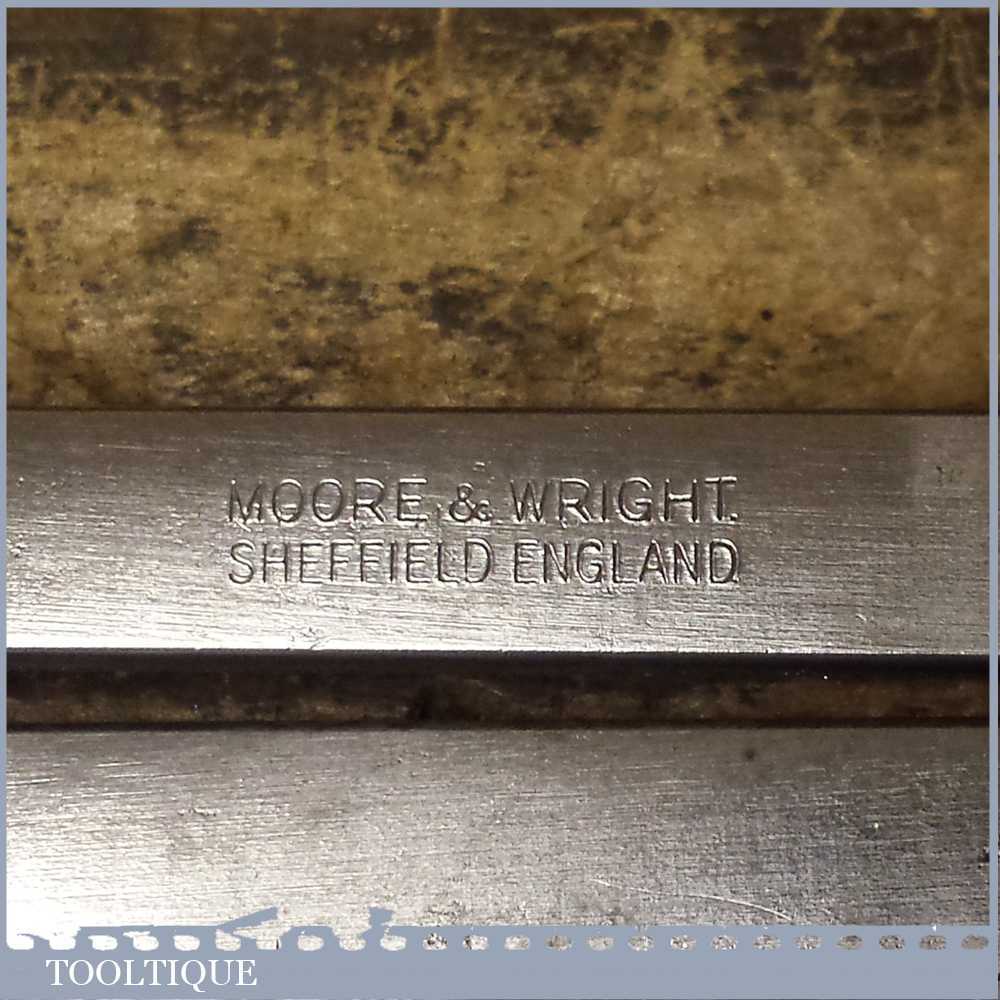 MOORE & WRIGHT.
SHEFFIELD ENGLAND
TOOLTIQUE